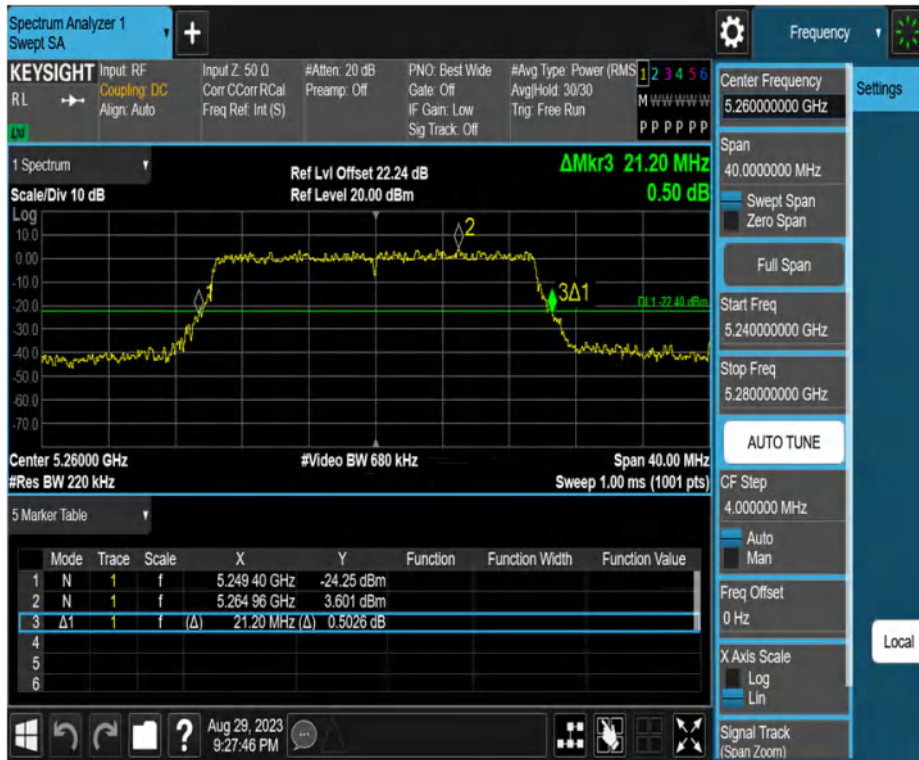 Spectrum Analyzer 1
Swept SA
+
Frequency
KEYSIGHT
RL
LXI
Input: RF
Coupling: DC
Align: Auto
Input Z: 50 Ω
Corr CCorr RCal
Freq Ref: Int (S)
#Atten: 20 dB
Preamp: Off
PNO: Best Wide
Gate: Off
IF Gain: Low
Sig Track: Off
#Avg Type: Power (RMS
Avg|Hold: 30/30
Trig: Free Run
1 2 3 4 5 6
M W W W W W
P P P P P P
1 Spectrum
Scale/Div 10 dB
Ref Lvl Offset 22.24 dB
Ref Level 20.00 dBm
ΔMkr3 21.20 MHz
0.50 dB
Log
10.0
0.00
-10.0
-20.0
-30.0
-40.0
-50.0
-60.0
-70.0
1
2
3Δ1
DL1 -22.40 dBm
Center 5.26000 GHz
#Res BW 220 kHz
#Video BW 680 kHz
Span 40.00 MHz
Sweep 1.00 ms (1001 pts)
5 Marker Table
Mode Trace Scale X Y Function Function Width Function Value
1 N 1 f 5.249 40 GHz -24.25 dBm
2 N 1 f 5.264 96 GHz 3.601 dBm
3 Δ1 1 f (Δ) 21.20 MHz (Δ) 0.5026 dB
4
5
6
?
Aug 29, 2023
9:27:46 PM
Center Frequency
5.260000000 GHz
Span
40.0000000 MHz
Swept Span
Zero Span
Full Span
Start Freq
5.240000000 GHz
Stop Freq
5.280000000 GHz
AUTO TUNE
CF Step
4.000000 MHz
Auto
Man
Freq Offset
0 Hz
X Axis Scale
Log
Lin
Signal Track
(Span Zoom)
Settings
Local